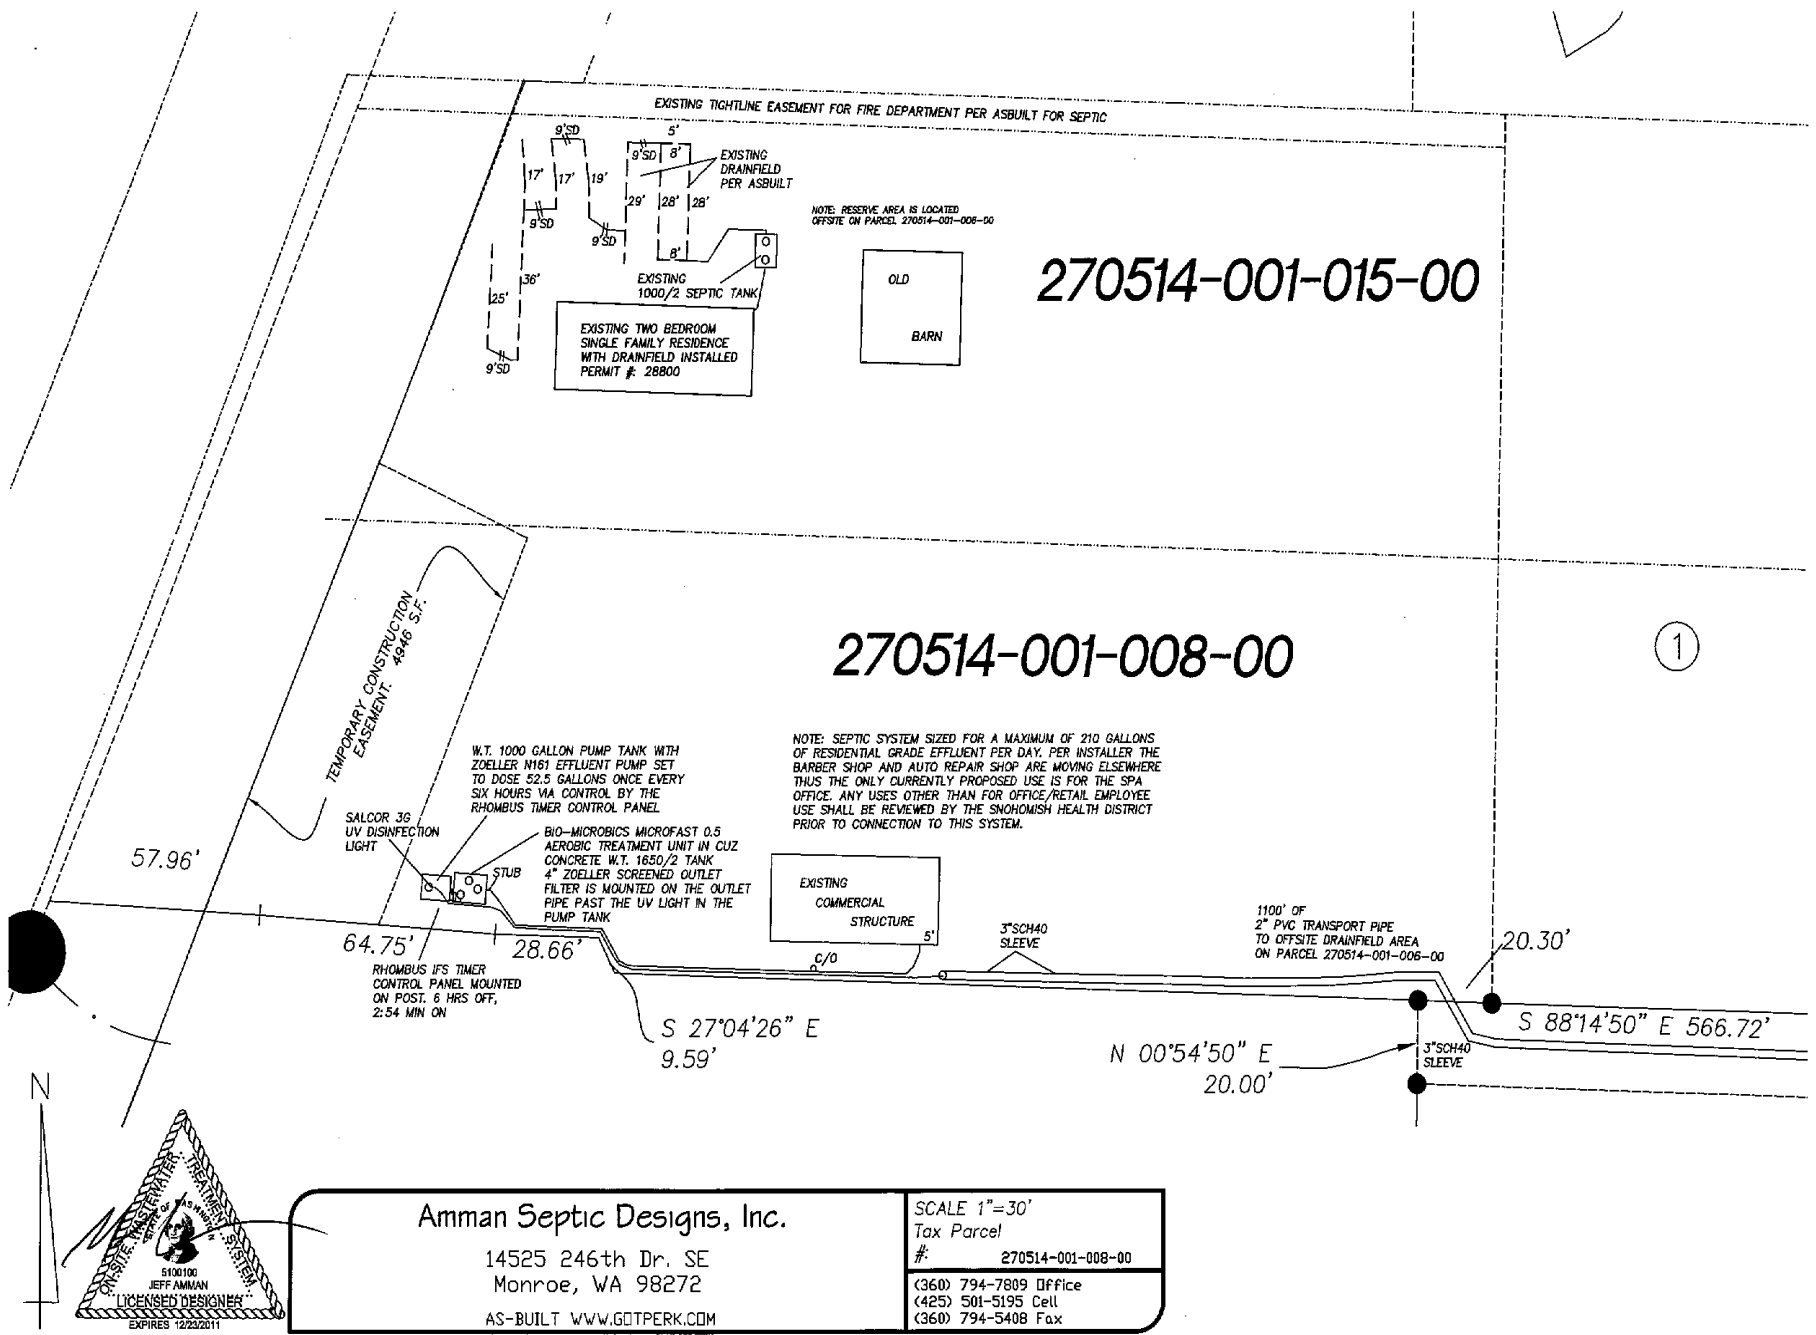 EXISTING TIGHTLINE EASEMENT FOR FIRE DEPARTMENT PER ASBUILT FOR SEPTIC
9'SD
5'
9'SD
8'
EXISTING
DRAINFIELD
PER ASBUILT
17'
17'
19'
29'
28'
28'
9'SD
9'SD
8'
NOTE: RESERVE AREA IS LOCATED
OFFSITE ON PARCEL 270514-001-006-00
EXISTING
1000/2 SEPTIC TANK
36'
25'
9'SD
OLD
BARN
270514-001-015-00
EXISTING TWO BEDROOM
SINGLE FAMILY RESIDENCE
WITH DRAINFIELD INSTALLED
PERMIT #: 28800
TEMPORARY CONSTRUCTION
EASEMENT. 4946 S.F.
270514-001-008-00
1
W.T. 1000 GALLON PUMP TANK WITH
ZOELLER N161 EFFLUENT PUMP SET
TO DOSE 52.5 GALLONS ONCE EVERY
SIX HOURS VIA CONTROL BY THE
RHOMBUS TIMER CONTROL PANEL
NOTE: SEPTIC SYSTEM SIZED FOR A MAXIMUM OF 210 GALLONS
OF RESIDENTIAL GRADE EFFLUENT PER DAY. PER INSTALLER THE
BARBER SHOP AND AUTO REPAIR SHOP ARE MOVING ELSEWHERE
THUS THE ONLY CURRENTLY PROPOSED USE IS FOR THE SPA
OFFICE. ANY USES OTHER THAN FOR OFFICE/RETAIL EMPLOYEE
USE SHALL BE REVIEWED BY THE SNOHOMISH HEALTH DISTRICT
PRIOR TO CONNECTION TO THIS SYSTEM.
SALCOR 3G
UV DISINFECTION
LIGHT
BIO-MICROBICS MICROFAST 0.5
AEROBIC TREATMENT UNIT IN CUZ
CONCRETE W.T. 1650/2 TANK
4" ZOELLER SCREENED OUTLET
FILTER IS MOUNTED ON THE OUTLET
PIPE PAST THE UV LIGHT IN THE
PUMP TANK
STUB
57.96'
64.75'
28.66'
EXISTING
COMMERCIAL
STRUCTURE
5'
C/O
3"SCH40
SLEEVE
1100' OF
2" PVC TRANSPORT PIPE
TO OFFSITE DRAINFIELD AREA
ON PARCEL 270514-001-006-00
20.30'
RHOMBUS IFS TIMER
CONTROL PANEL MOUNTED
ON POST. 6 HRS OFF,
2:54 MIN ON
S 27°04'26" E
9.59'
N 00°54'50" E
20.00'
3"SCH40
SLEEVE
S 88°14'50" E 566.72'
N
ON-SITE WASTEWATER TREATMENT SYSTEM
STATE OF WASHINGTON
5100100
JEFF AMMAN
LICENSED DESIGNER
EXPIRES 12/23/2011
Amman Septic Designs, Inc.
14525 246th Dr. SE
Monroe, WA 98272
AS-BUILT WWW.GOTPERK.COM
SCALE 1"=30'
Tax Parcel
#: 270514-001-008-00
(360) 794-7809 Office
(425) 501-5195 Cell
(360) 794-5408 Fax